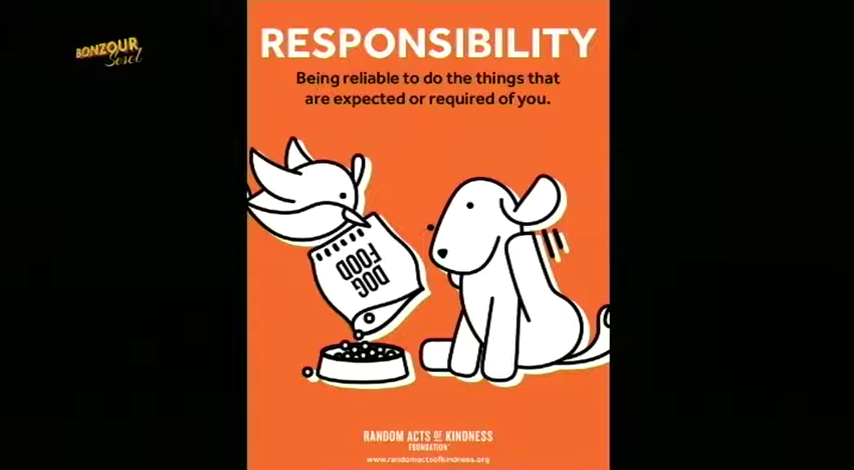 BONZOUR
Sesel
RESPONSIBILITY
Being reliable to do the things that
are expected or required of you.
DOG
FOOD
RANDOM ACTS OF KINDNESS
FOUNDATION
www.randomactsofkindness.org